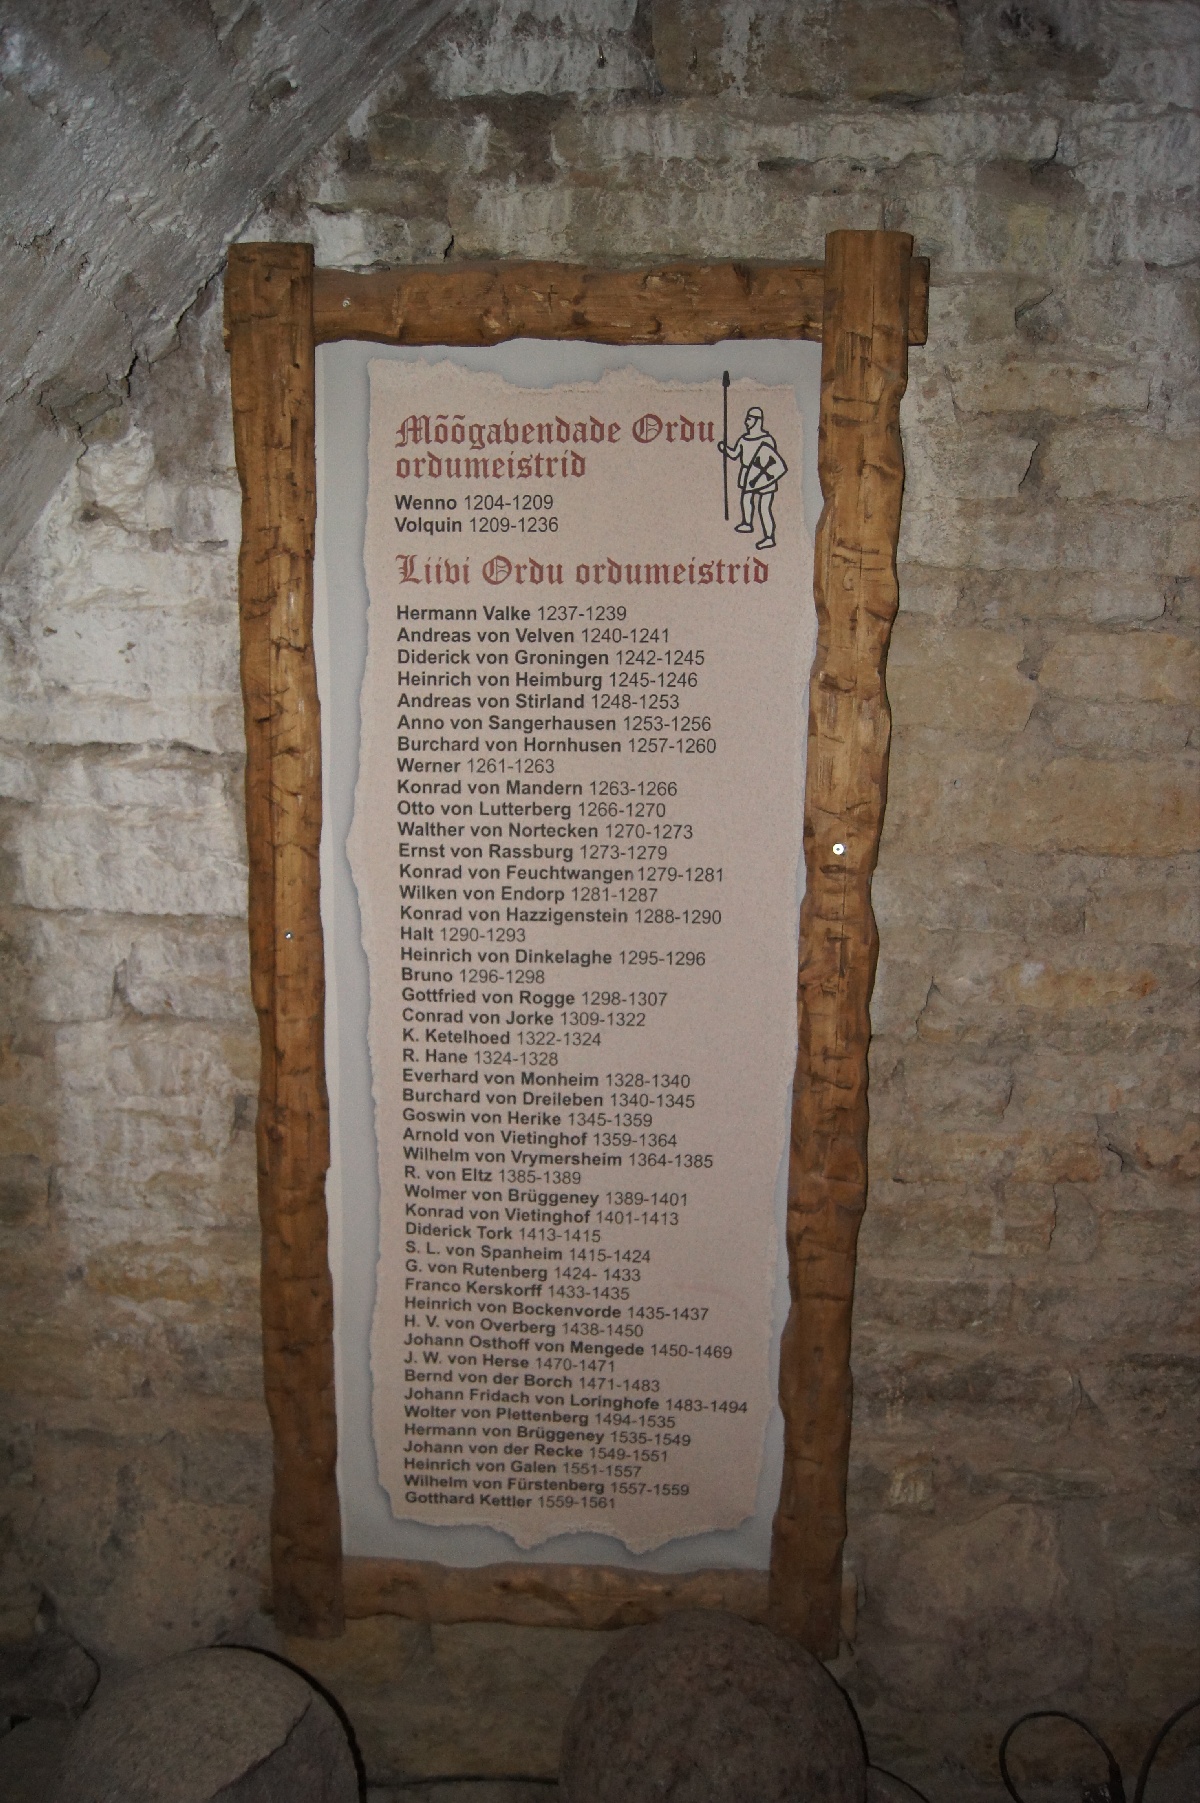 Mõõgavendade Ordu
ordumeistrid
Wenno 1204-1209
Volquin 1209-1236
Liivi Ordu ordumeistrid
Hermann Valke 1237-1239
Andreas von Velven 1240-1241
Diderick von Groningen 1242-1245
Heinrich von Heimburg 1245-1246
Andreas von Stirland 1248-1253
Anno von Sangerhausen 1253-1256
Burchard von Hornhusen 1257-1260
Werner 1261-1263
Konrad von Mandern 1263-1266
Otto von Lutterberg 1266-1270
Walther von Nortecken 1270-1273
Ernst von Rassburg 1273-1279
Konrad von Feuchtwangen 1279-1281
Wilken von Endorp 1281-1287
Konrad von Hazzigenstein 1288-1290
Halt 1290-1293
Heinrich von Dinkelaghe 1295-1296
Bruno 1296-1298
Gottfried von Rogge 1298-1307
Conrad von Jorke 1309-1322
K. Ketelhoed 1322-1324
R. Hane 1324-1328
Everhard von Monheim 1328-1340
Burchard von Dreileben 1340-1345
Goswin von Herike 1345-1359
Arnold von Vietinghof 1359-1364
Wilhelm von Vrymersheim 1364-1385
R. von Eltz 1385-1389
Wolmer von Brüggeney 1389-1401
Konrad von Vietinghof 1401-1413
Diderick Tork 1413-1415
S. L. von Spanheim 1415-1424
G. von Rutenberg 1424- 1433
Franco Kerskorff 1433-1435
Heinrich von Bockenvorde 1435-1437
H. V. von Overberg 1438-1450
Johann Osthoff von Mengede 1450-1469
J. W. von Herse 1470-1471
Bernd von der Borch 1471-1483
Johann Fridach von Loringhofe 1483-1494
Wolter von Plettenberg 1494-1535
Hermann von Brüggeney 1535-1549
Johann von der Recke 1549-1551
Heinrich von Galen 1551-1557
Wilhelm von Fürstenberg 1557-1559
Gotthard Kettler 1559-1561